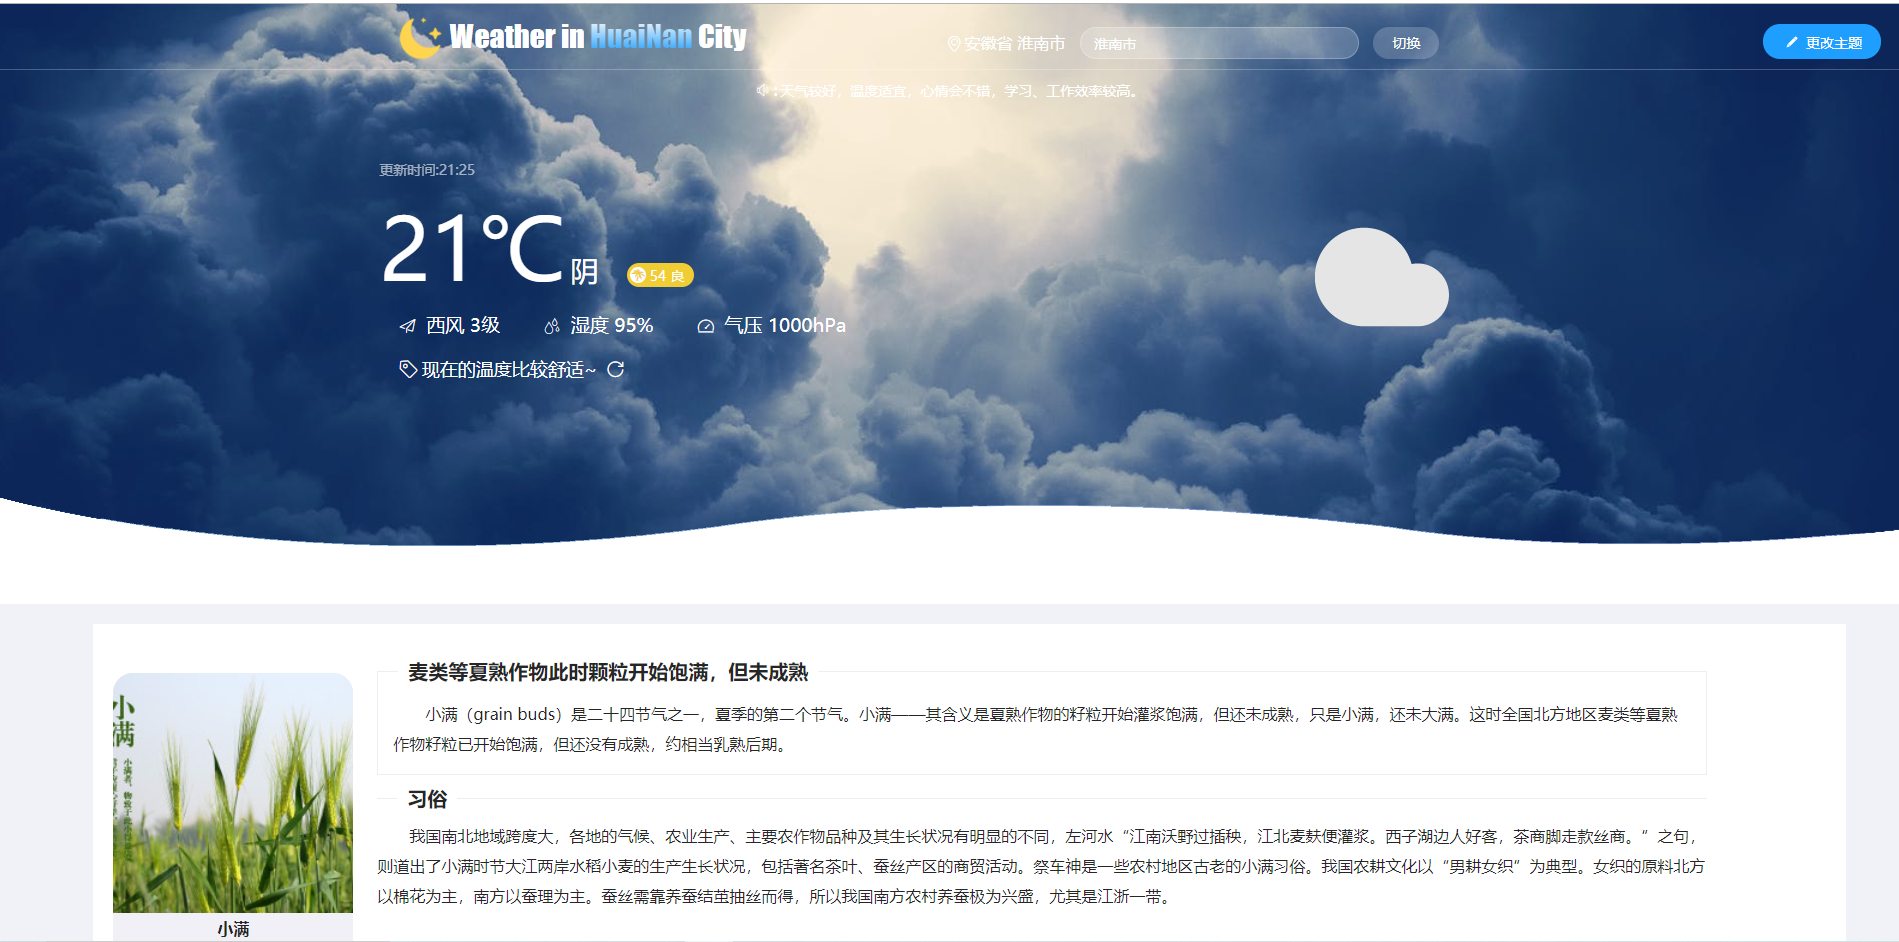 Weather in HuaiNan City
安徽省 淮南市
淮南市
切换
更改主题
:天气较好，温度适宜，心情会不错，学习、工作效率较高。
更新时间:21:25
21℃
阴
54 良
西风 3级
湿度 95%
气压 1000hPa
现在的温度比较舒适~
麦类等夏熟作物此时颗粒开始饱满，但未成熟
小满（grain buds）是二十四节气之一，夏季的第二个节气。小满——其含义是夏熟作物的籽粒开始灌浆饱满，但还未成熟，只是小满，还未大满。这时全国北方地区麦类等夏熟
作物籽粒已开始饱满，但还没有成熟，约相当乳熟后期。
习俗
我国南北地域跨度大，各地的气候、农业生产、主要农作物品种及其生长状况有明显的不同，左河水“江南沃野过插秧，江北麦麸便灌浆。西子湖边人好客，茶商脚走款丝商。”之句，
则道出了小满时节大江两岸水稻小麦的生产生长状况，包括著名茶叶、蚕丝产区的商贸活动。祭车神是一些农村地区古老的小满习俗。我国农耕文化以“男耕女织”为典型。女织的原料北方
以棉花为主，南方以蚕理为主。蚕丝需靠养蚕结茧抽丝而得，所以我国南方农村养蚕极为兴盛，尤其是江浙一带。
小满
小满